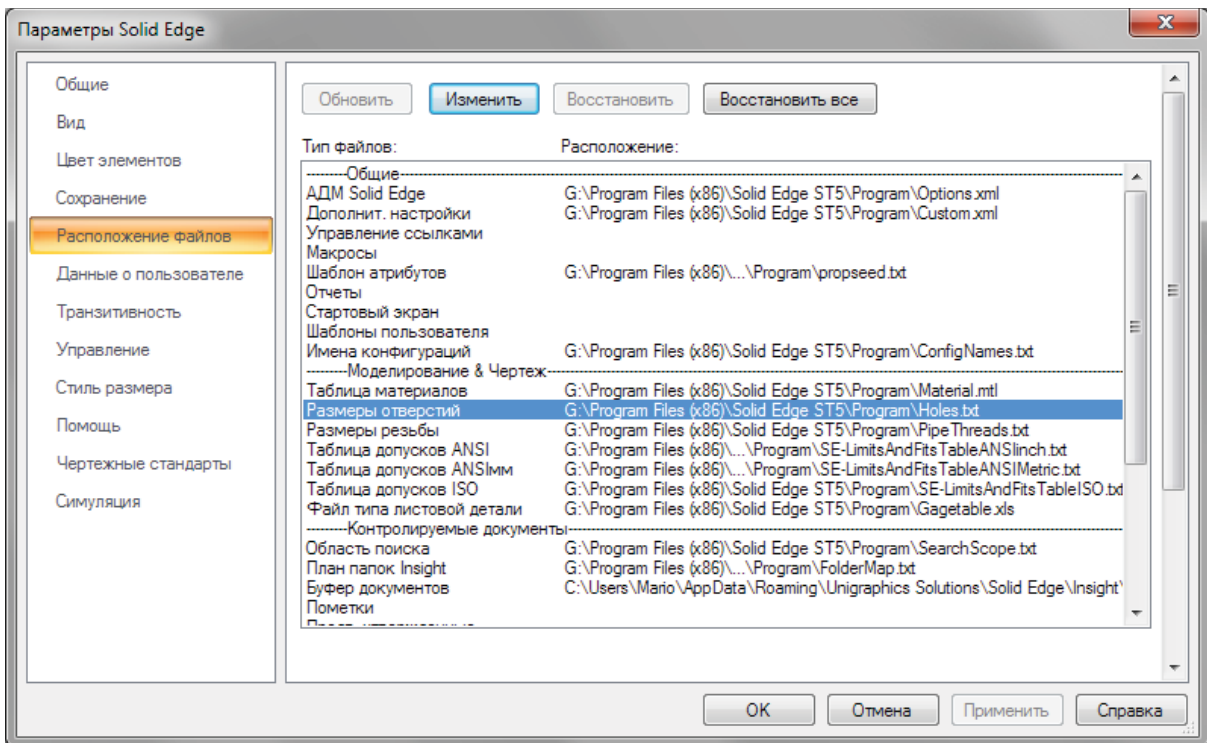 Параметры Solid Edge
Общие
Вид
Цвет элементов
Сохранение
Расположение файлов
Данные о пользователе
Транзитивность
Управление
Стиль размера
Помощь
Чертежные стандарты
Симуляция
Обновить Изменить Восстановить Восстановить все
Тип файлов: Расположение:
--------Общие--------
АДМ Solid Edge G:\Program Files (x86)\Solid Edge ST5\Program\Options.xml
Дополнит. настройки G:\Program Files (x86)\Solid Edge ST5\Program\Custom.xml
Управление ссылками
Макросы
Шаблон атрибутов G:\Program Files (x86)\...\Program\propseed.txt
Отчеты
Стартовый экран
Шаблоны пользователя
Имена конфигураций G:\Program Files (x86)\Solid Edge ST5\Program\ConfigNames.txt
--------Моделирование & Чертеж--------
Таблица материалов G:\Program Files (x86)\Solid Edge ST5\Program\Material.mtl
Размеры отверстий G:\Program Files (x86)\Solid Edge ST5\Program\Holes.txt
Размеры резьбы G:\Program Files (x86)\Solid Edge ST5\Program\PipeThreads.txt
Таблица допусков ANSI G:\Program Files (x86)\...\Program\SE-LimitsAndFitsTableANSIinch.txt
Таблица допусков ANSIмм G:\Program Files (x86)\...\Program\SE-LimitsAndFitsTableANSIMetric.txt
Таблица допусков ISO G:\Program Files (x86)\Solid Edge ST5\Program\SE-LimitsAndFitsTableISO.txt
Файл типа листовой детали G:\Program Files (x86)\Solid Edge ST5\Program\Gagetable.xls
--------Контролируемые документы--------
Область поиска G:\Program Files (x86)\Solid Edge ST5\Program\SearchScope.txt
План папок Insight G:\Program Files (x86)\...\Program\FolderMap.txt
Буфер документов C:\Users\Mario\AppData\Roaming\Unigraphics Solutions\Solid Edge\Insight\
Пометки
OK Отмена Применить Справка